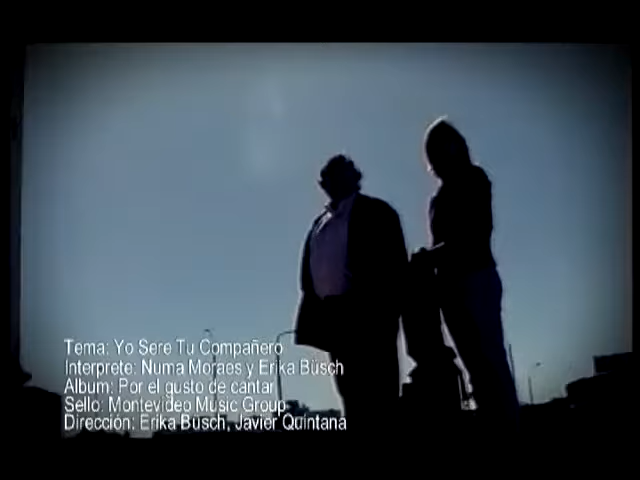 Tema: Yo Sere Tu Compañero
Interprete: Numa Moraes y Erika Büsch
Album: Por el gusto de cantar
Sello: Montevideo Music Group
Dirección: Erika Busch, Javier Quintana